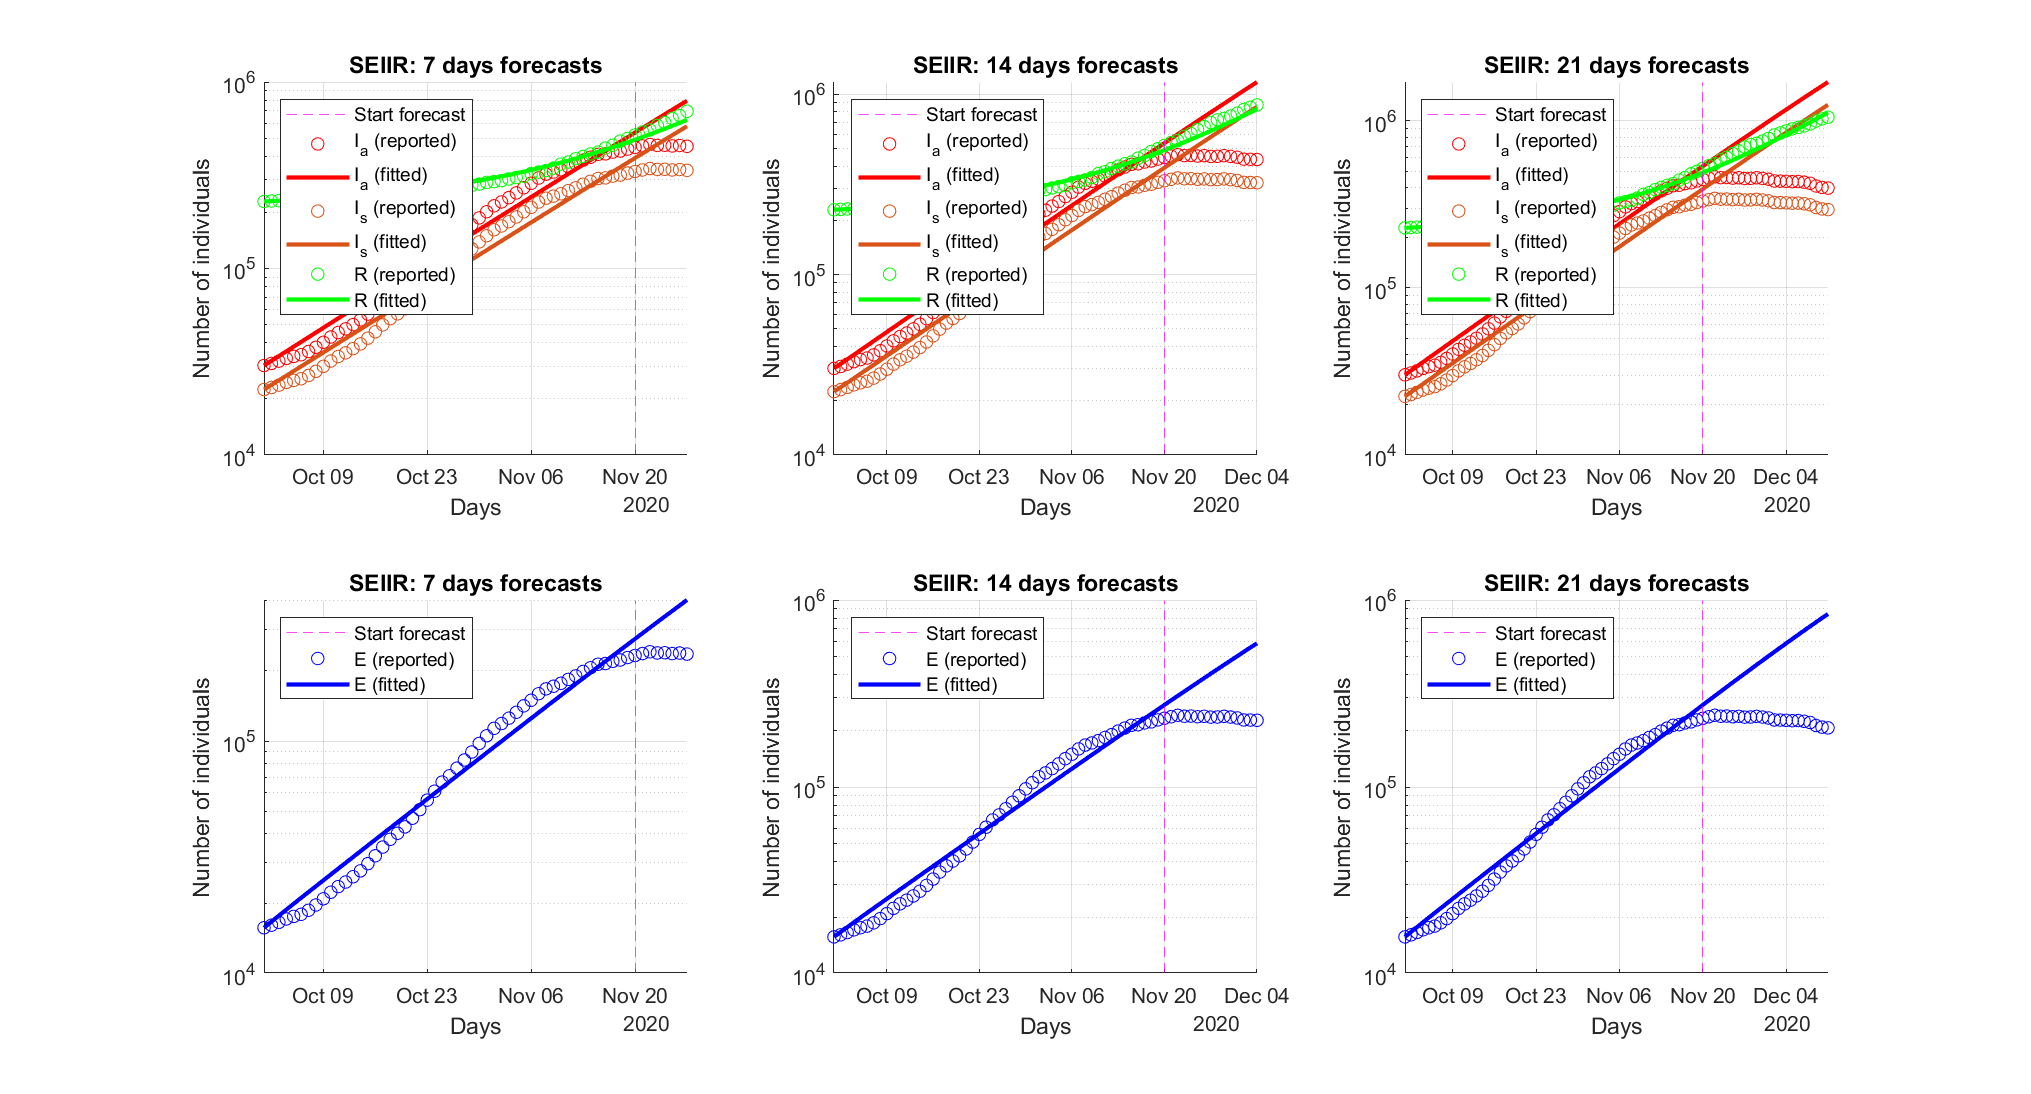 SEIIR: 7 days forecasts
10^6
10^5
10^4
Number of individuals
Start forecast
I_a (reported)
I_a (fitted)
I_s (reported)
I_s (fitted)
R (reported)
R (fitted)
Oct 09 Oct 23 Nov 06 Nov 20
2020
Days
SEIIR: 14 days forecasts
10^6
10^5
10^4
Number of individuals
Start forecast
I_a (reported)
I_a (fitted)
I_s (reported)
I_s (fitted)
R (reported)
R (fitted)
Oct 09 Oct 23 Nov 06 Nov 20 Dec 04
2020
Days
SEIIR: 21 days forecasts
10^6
10^5
10^4
Number of individuals
Start forecast
I_a (reported)
I_a (fitted)
I_s (reported)
I_s (fitted)
R (reported)
R (fitted)
Oct 09 Oct 23 Nov 06 Nov 20 Dec 04
2020
Days
SEIIR: 7 days forecasts
10^5
10^4
Number of individuals
Start forecast
E (reported)
E (fitted)
Oct 09 Oct 23 Nov 06 Nov 20
2020
Days
SEIIR: 14 days forecasts
10^6
10^5
10^4
Number of individuals
Start forecast
E (reported)
E (fitted)
Oct 09 Oct 23 Nov 06 Nov 20 Dec 04
2020
Days
SEIIR: 21 days forecasts
10^6
10^5
10^4
Number of individuals
Start forecast
E (reported)
E (fitted)
Oct 09 Oct 23 Nov 06 Nov 20 Dec 04
2020
Days